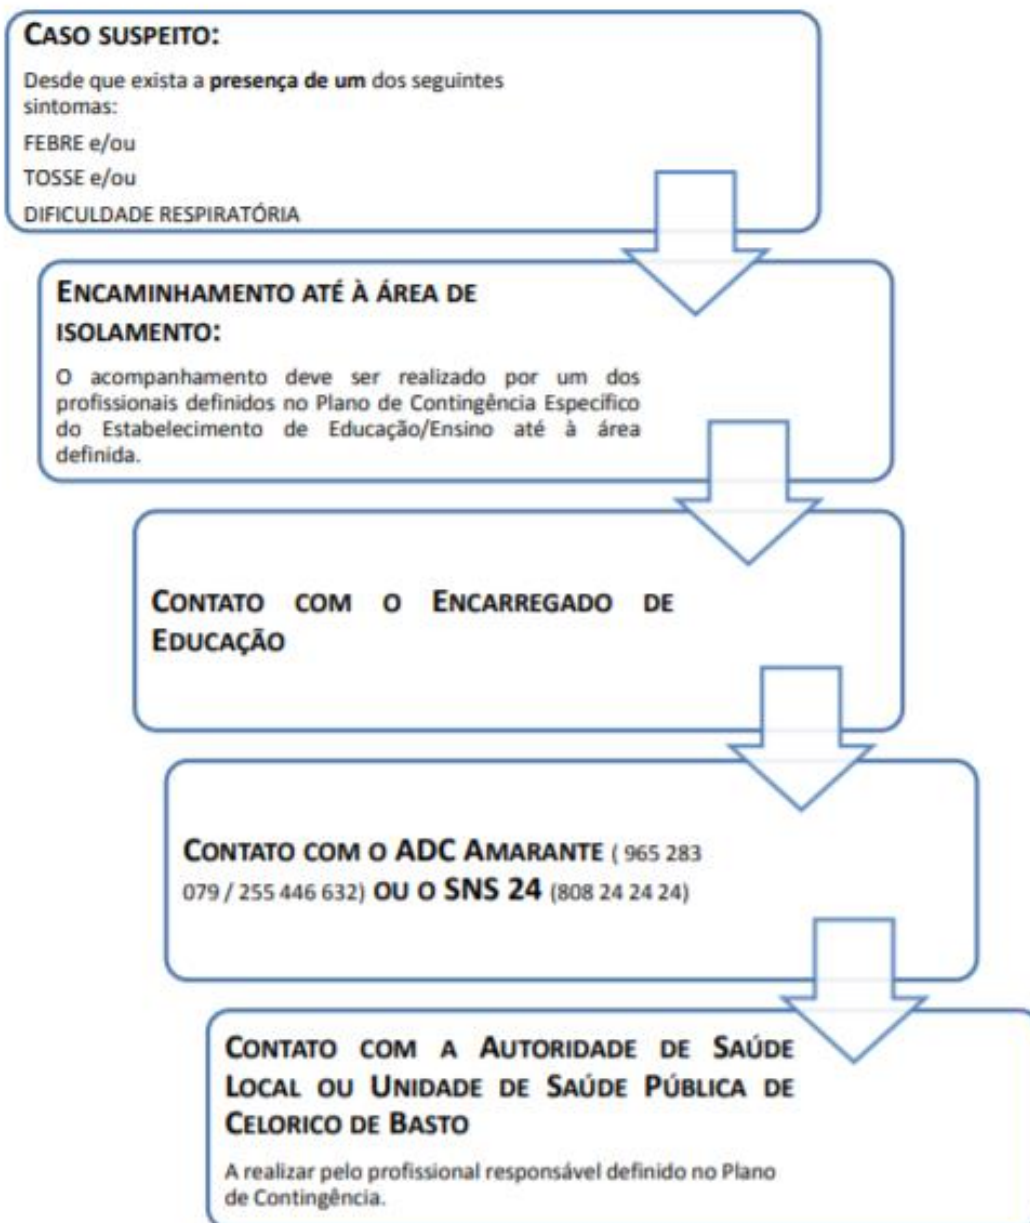 CASO SUSPEITO:
Desde que exista a presença de um dos seguintes
sintomas:
FEBRE e/ou
TOSSE e/ou
DIFICULDADE RESPIRATÓRIA
ENCAMINHAMENTO ATÉ À ÁREA DE
ISOLAMENTO:
O acompanhamento deve ser realizado por um dos
profissionais definidos no Plano de Contingência Específico
do Estabelecimento de Educação/Ensino até à área
definida.
CONTATO COM O ENCARREGADO DE
EDUCAÇÃO
CONTATO COM O ADC AMARANTE ( 965 283
079 / 255 446 632) OU O SNS 24 (808 24 24 24)
CONTATO COM A AUTORIDADE DE SAÚDE
LOCAL OU UNIDADE DE SAÚDE PÚBLICA DE
CELORICO DE BASTO
A realizar pelo profissional responsável definido no Plano
de Contingência.